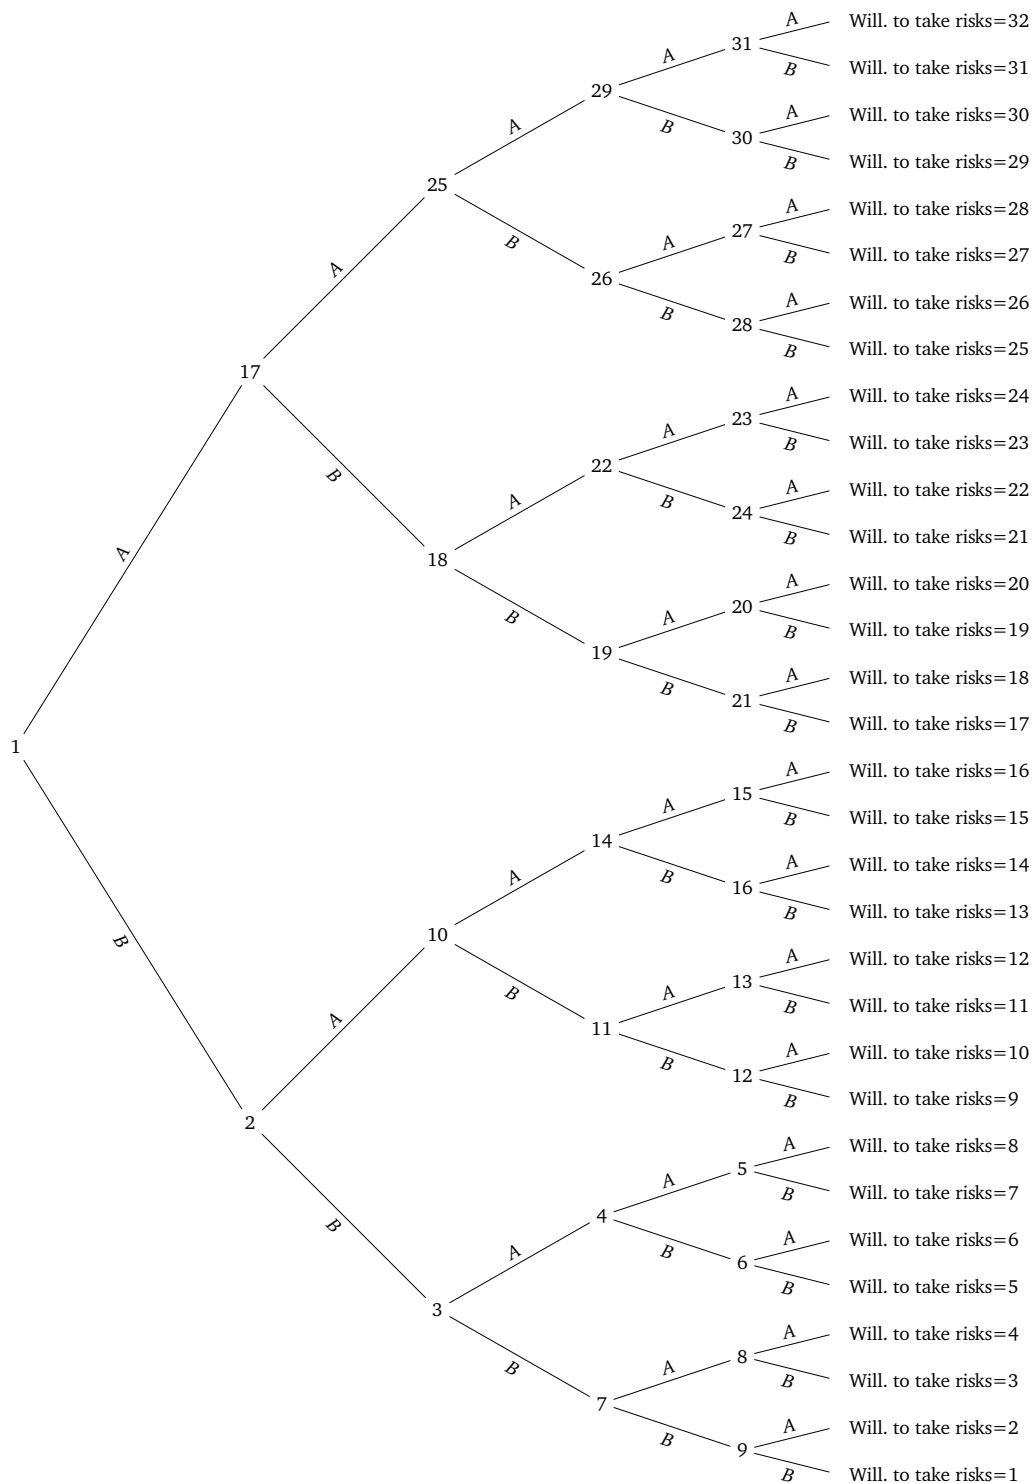 A Will. to take risks=32
31
A B Will. to take risks=31
29
A B A Will. to take risks=30
30
B Will. to take risks=29
25
A B A A Will. to take risks=28
27
B Will. to take risks=27
26
B A Will. to take risks=26
28
B Will. to take risks=25
17
A B A A A Will. to take risks=24
23
B Will. to take risks=23
22
B A Will. to take risks=22
24
B Will. to take risks=21
18
B A A Will. to take risks=20
20
B Will. to take risks=19
19
B A Will. to take risks=18
21
B Will. to take risks=17
1
B A A A A Will. to take risks=16
15
B Will. to take risks=15
14
B A Will. to take risks=14
16
B Will. to take risks=13
10
B A A Will. to take risks=12
13
B Will. to take risks=11
11
B A Will. to take risks=10
12
B Will. to take risks=9
2
B A A A Will. to take risks=8
5
B Will. to take risks=7
4
B A Will. to take risks=6
6
B Will. to take risks=5
3
B A A Will. to take risks=4
8
B Will. to take risks=3
7
B A Will. to take risks=2
9
B Will. to take risks=1